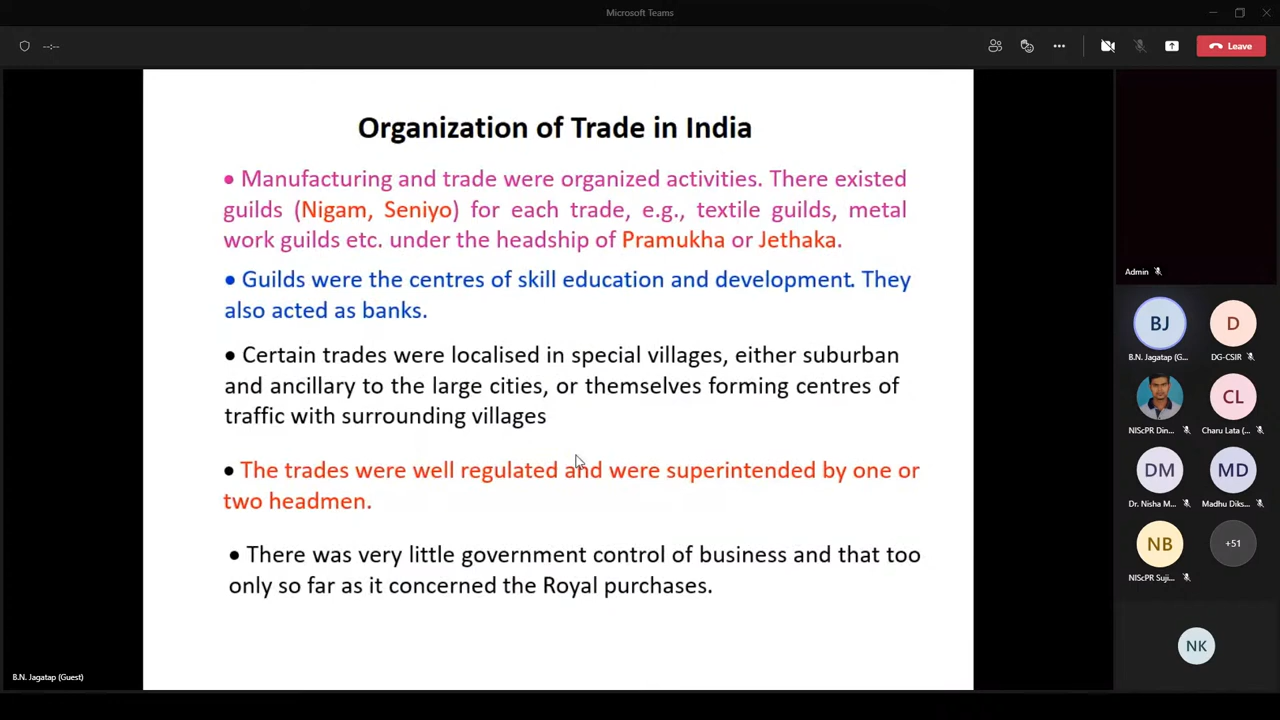 Microsoft Teams
--:--
Leave
Organization of Trade in India
• Manufacturing and trade were organized activities. There existed
guilds (Nigam, Seniyo) for each trade, e.g., textile guilds, metal
work guilds etc. under the headship of Pramukha or Jethaka.
• Guilds were the centres of skill education and development. They
also acted as banks.
• Certain trades were localised in special villages, either suburban
and ancillary to the large cities, or themselves forming centres of
traffic with surrounding villages
• The trades were well regulated and were superintended by one or
two headmen.
• There was very little government control of business and that too
only so far as it concerned the Royal purchases.
B.N. Jagatap (Guest)
Admin
BJ
D
B.N. Jagatap (G...
DG-CSIR
CL
NIScPR Din...
Charu Lata (...
DM
MD
Dr. Nisha M...
Madhu Diks...
NB
+51
NIScPR Suji...
NK